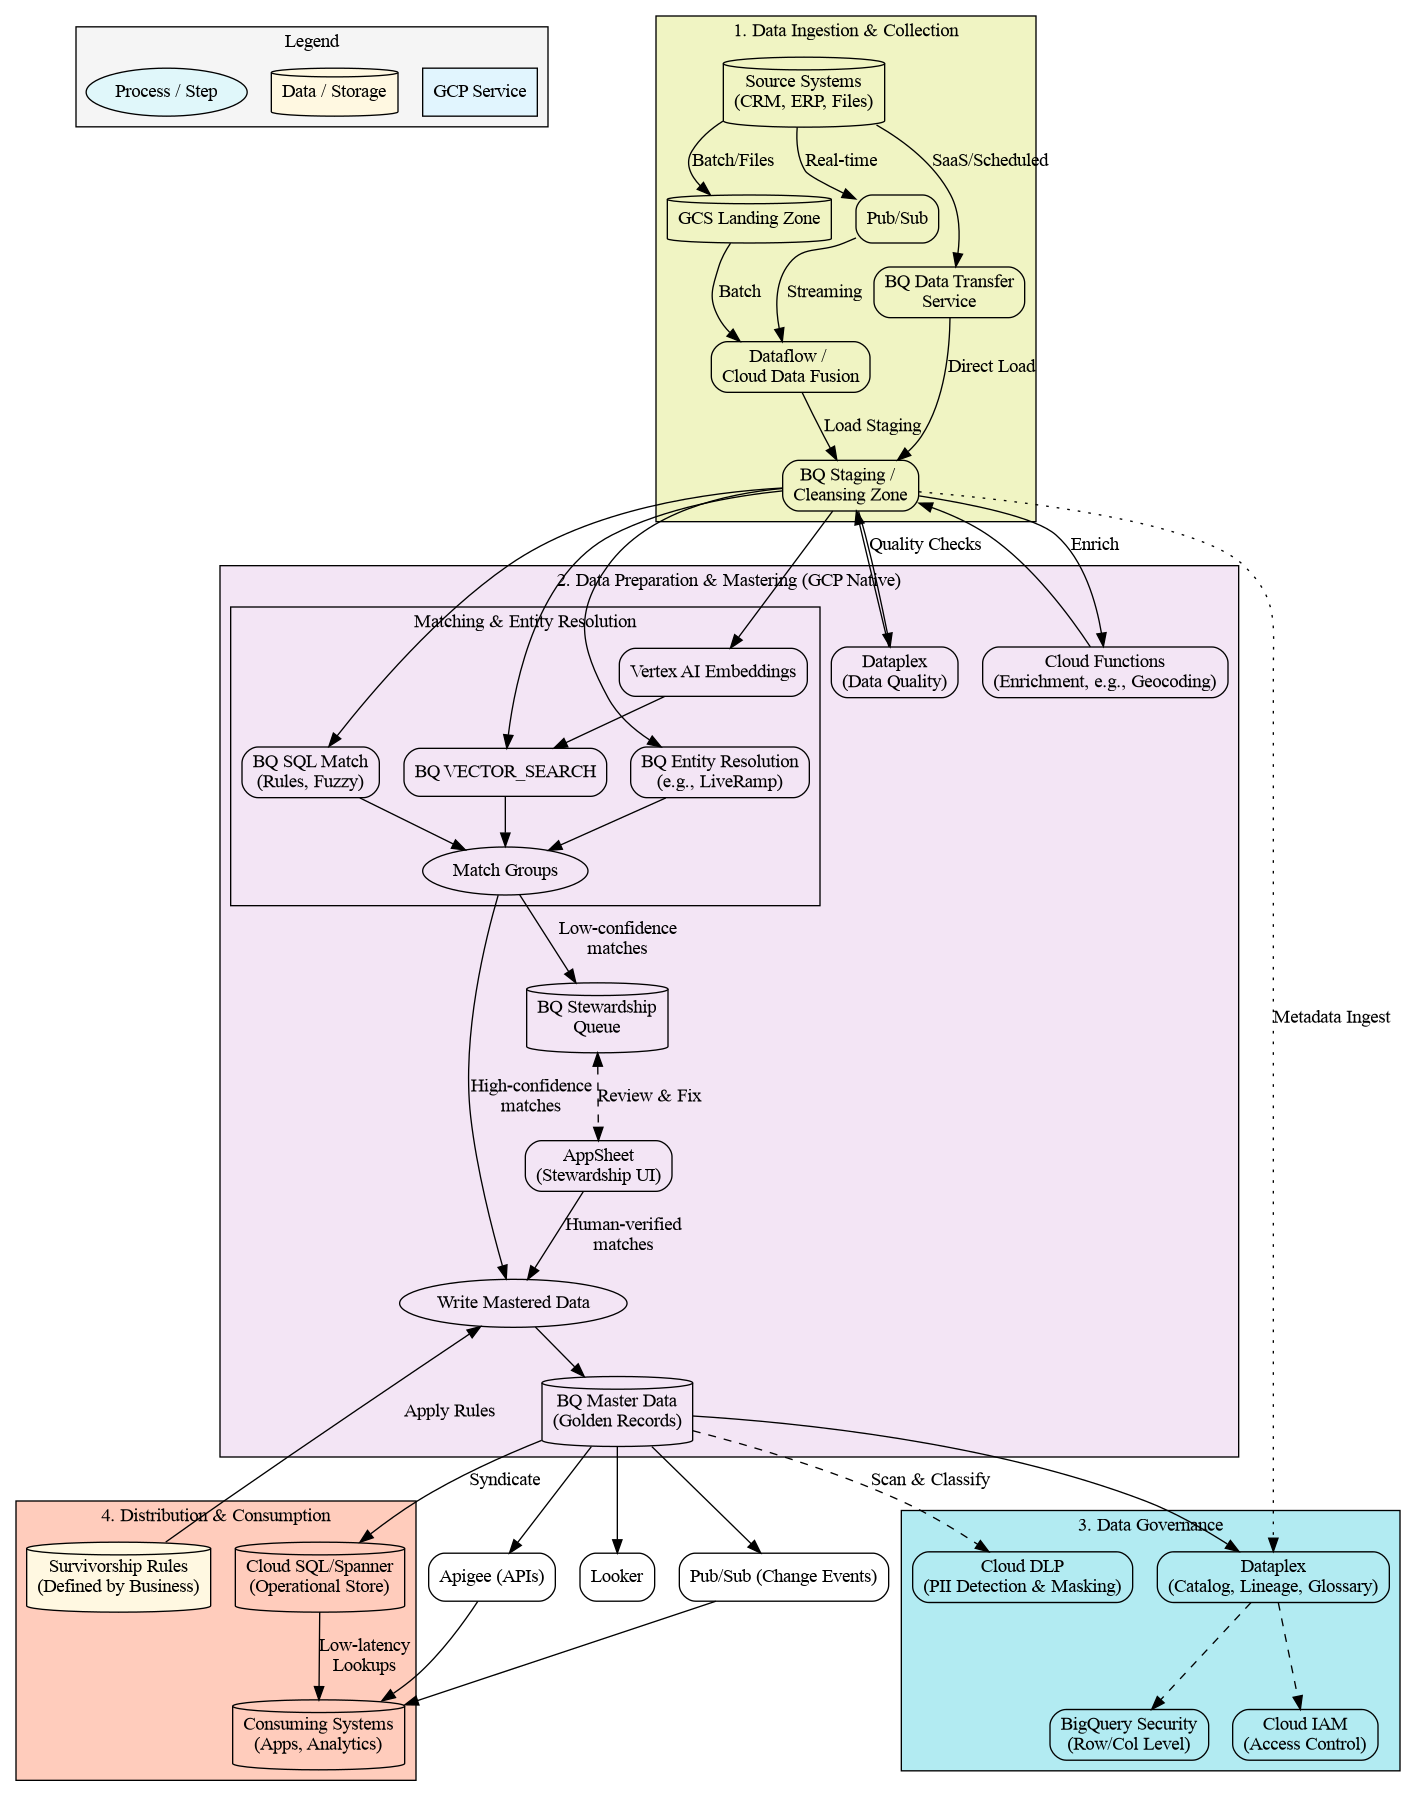 Legend
Process / Step
Data / Storage
GCP Service
1. Data Ingestion & Collection
Source Systems
(CRM, ERP, Files)
Batch/Files
Real-time
SaaS/Scheduled
GCS Landing Zone
Pub/Sub
BQ Data Transfer
Service
Batch
Streaming
Dataflow /
Cloud Data Fusion
Direct Load
Load Staging
BQ Staging /
Cleansing Zone
Quality Checks
Enrich
2. Data Preparation & Mastering (GCP Native)
Matching & Entity Resolution
Vertex AI Embeddings
Dataplex
(Data Quality)
Cloud Functions
(Enrichment, e.g., Geocoding)
BQ SQL Match
(Rules, Fuzzy)
BQ VECTOR_SEARCH
BQ Entity Resolution
(e.g., LiveRamp)
Match Groups
Low-confidence
matches
BQ Stewardship
Queue
Metadata Ingest
High-confidence
matches
Review & Fix
AppSheet
(Stewardship UI)
Human-verified
matches
Write Mastered Data
Apply Rules
BQ Master Data
(Golden Records)
Syndicate
Scan & Classify
4. Distribution & Consumption
Survivorship Rules
(Defined by Business)
Cloud SQL/Spanner
(Operational Store)
Apigee (APIs)
Looker
Pub/Sub (Change Events)
3. Data Governance
Cloud DLP
(PII Detection & Masking)
Dataplex
(Catalog, Lineage, Glossary)
Low-latency
Lookups
Consuming Systems
(Apps, Analytics)
BigQuery Security
(Row/Col Level)
Cloud IAM
(Access Control)